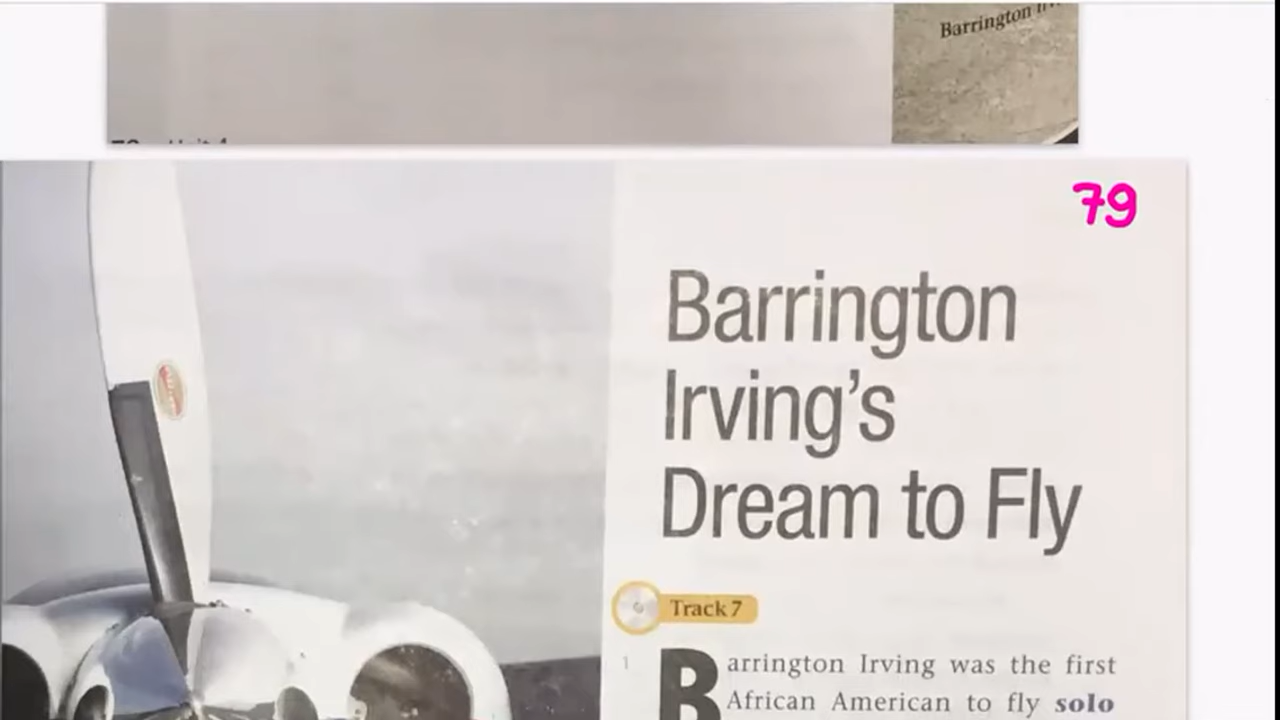 Barrington
79
Barrington
Irving's
Dream to Fly
Track 7
1
Barrington Irving was the first
African American to fly solo